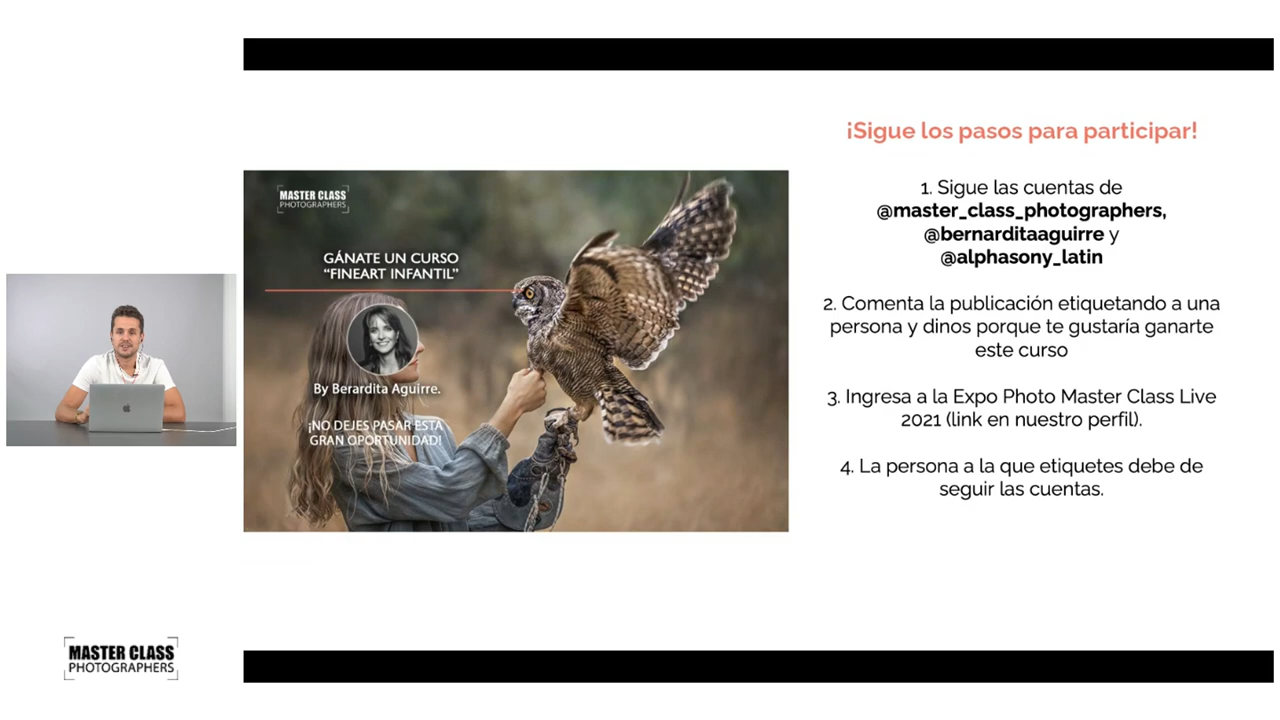 MASTER CLASS
PHOTOGRAPHERS
GÁNATE UN CURSO
“FINEART INFANTIL”
By Berardita Aguirre.
¡NO DEJES PASAR ESTA
GRAN OPORTUNIDAD!
¡Sigue los pasos para participar!
1. Sigue las cuentas de
@master_class_photographers,
@bernarditaaguirre y
@alphasony_latin
2. Comenta la publicación etiquetando a una
persona y dinos porque te gustaría ganarte
este curso
3. Ingresa a la Expo Photo Master Class Live
2021 (link en nuestro perfil).
4. La persona a la que etiquetes debe de
seguir las cuentas.
MASTER CLASS
PHOTOGRAPHERS